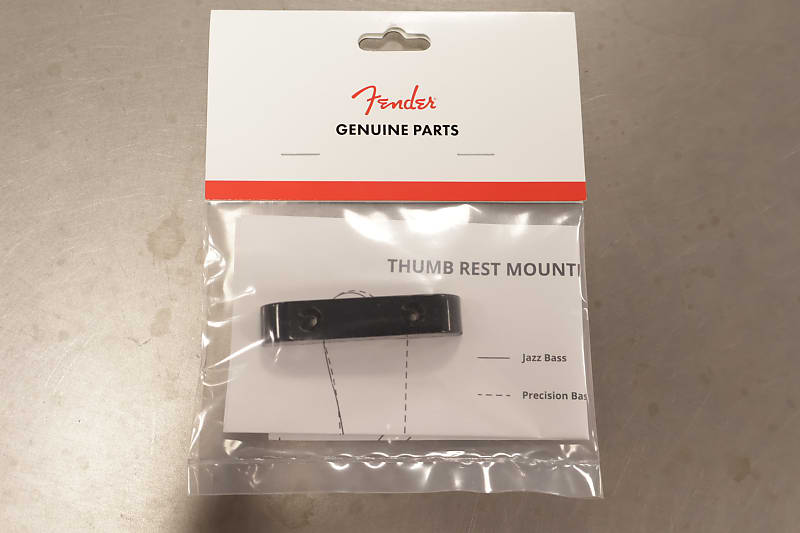 Fender
GENUINE PARTS
THUMB REST MOUNTI
Jazz Bass
Precision Bas